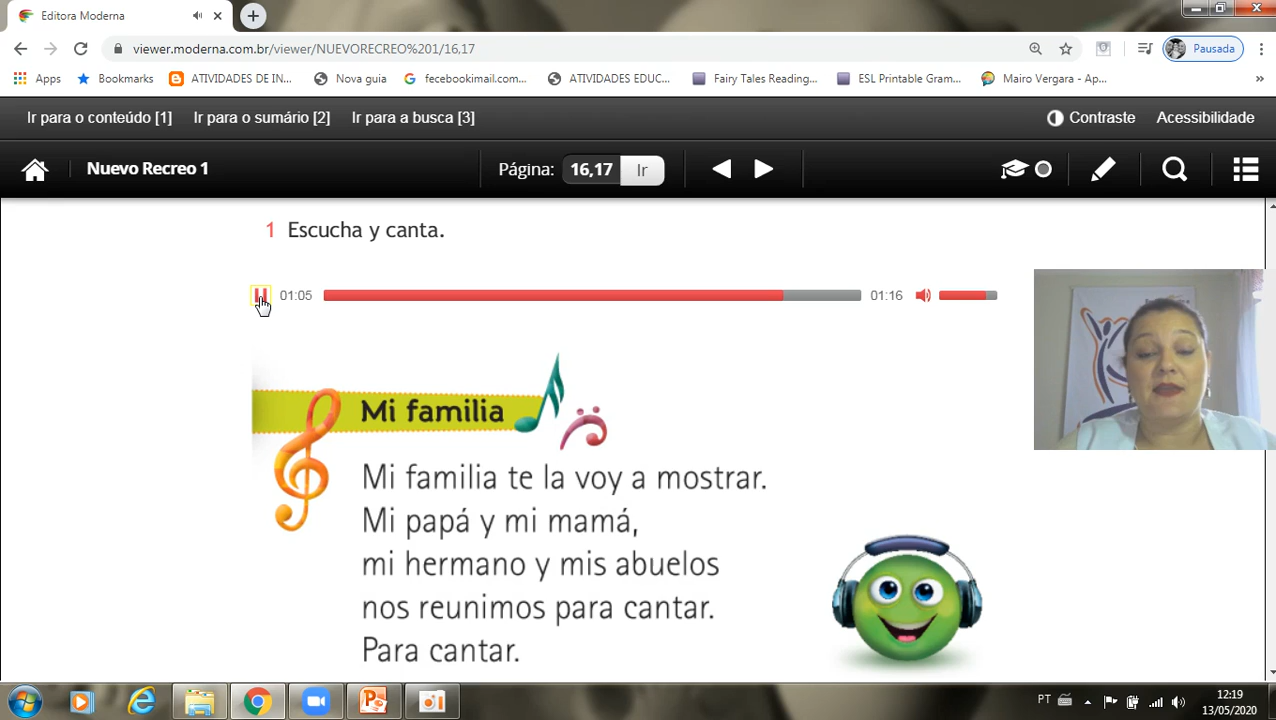 Editora Moderna
viewer.moderna.com.br/viewer/NUEVORECREO%201/16,17
Pausada
Apps
Bookmarks
ATIVIDADES DE IN...
Nova guia
fecebookimail.com...
ATIVIDADES EDUC...
Fairy Tales Reading...
ESL Printable Gram...
Mairo Vergara - Ap...
»
Ir para o conteúdo [1]
Ir para o sumário [2]
Ir para a busca [3]
Contraste
Acessibilidade
Nuevo Recreo 1
Página:
16,17
Ir
1 Escucha y canta.
01:05
01:16
Mi familia
Mi familia te la voy a mostrar.
Mi papá y mi mamá,
mi hermano y mis abuelos
nos reunimos para cantar.
Para cantar.
PT
12:19
13/05/2020